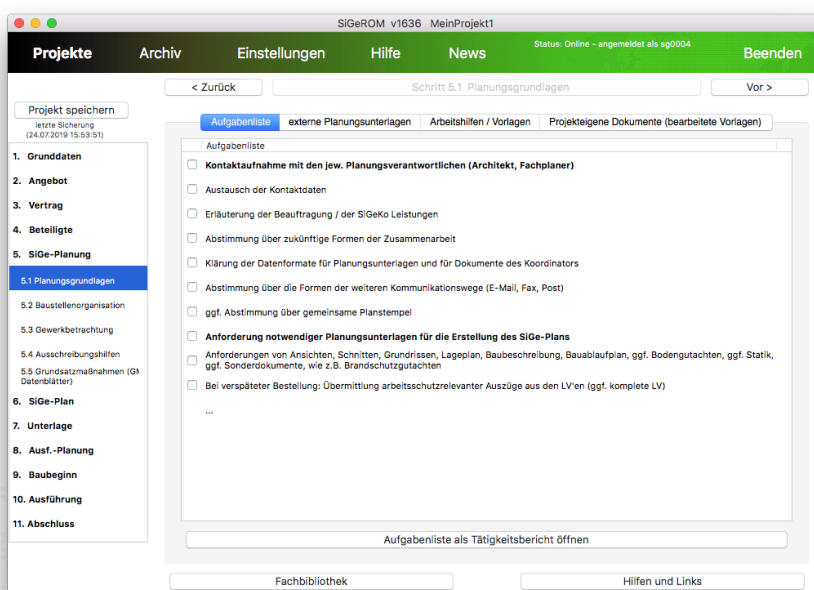 SiGeROM v1636 MeinProjekt1
Projekte Archiv Einstellungen Hilfe News Status: Online - angemeldet als sg0004 Beenden
< Zurück Schritt 5.1 Planungsgrundlagen Vor >
Projekt speichern
letzte Sicherung
(24.07.2019 15:53:51)
1. Grunddaten
2. Angebot
3. Vertrag
4. Beteiligte
5. SiGe-Planung
5.1 Planungsgrundlagen
5.2 Baustellenorganisation
5.3 Gewerkbetrachtung
5.4 Ausschreibungshilfen
5.5 Grundsatzmaßnahmen (GM
Datenblätter)
6. SiGe-Plan
7. Unterlage
8. Ausf.-Planung
9. Baubeginn
10. Ausführung
11. Abschluss
Aufgabenliste externe Planungsunterlagen Arbeitshilfen / Vorlagen Projekteigene Dokumente (bearbeitete Vorlagen)
Aufgabenliste
Kontaktaufnahme mit den jew. Planungsverantwortlichen (Architekt, Fachplaner)
Austausch der Kontaktdaten
Erläuterung der Beauftragung / der SiGeKo Leistungen
Abstimmung über zukünftige Formen der Zusammenarbeit
Klärung der Datenformate für Planungsunterlagen und für Dokumente des Koordinators
Abstimmung über die Formen der weiteren Kommunikationswege (E-Mail, Fax, Post)
ggf. Abstimmung über gemeinsame Planstempel
Anforderung notwendiger Planungsunterlagen für die Erstellung des SiGe-Plans
Anforderungen von Ansichten, Schnitten, Grundrissen, Lageplan, Baubeschreibung, Bauablaufplan, ggf. Bodengutachten, ggf. Statik,
ggf. Sonderdokumente, wie z.B. Brandschutzgutachten
Bei verspäteter Bestellung: Übermittlung arbeitsschutzrelevanter Auszüge aus den LV'en (ggf. komplete LV)
...
Aufgabenliste als Tätigkeitsbericht öffnen
Fachbibliothek Hilfen und Links